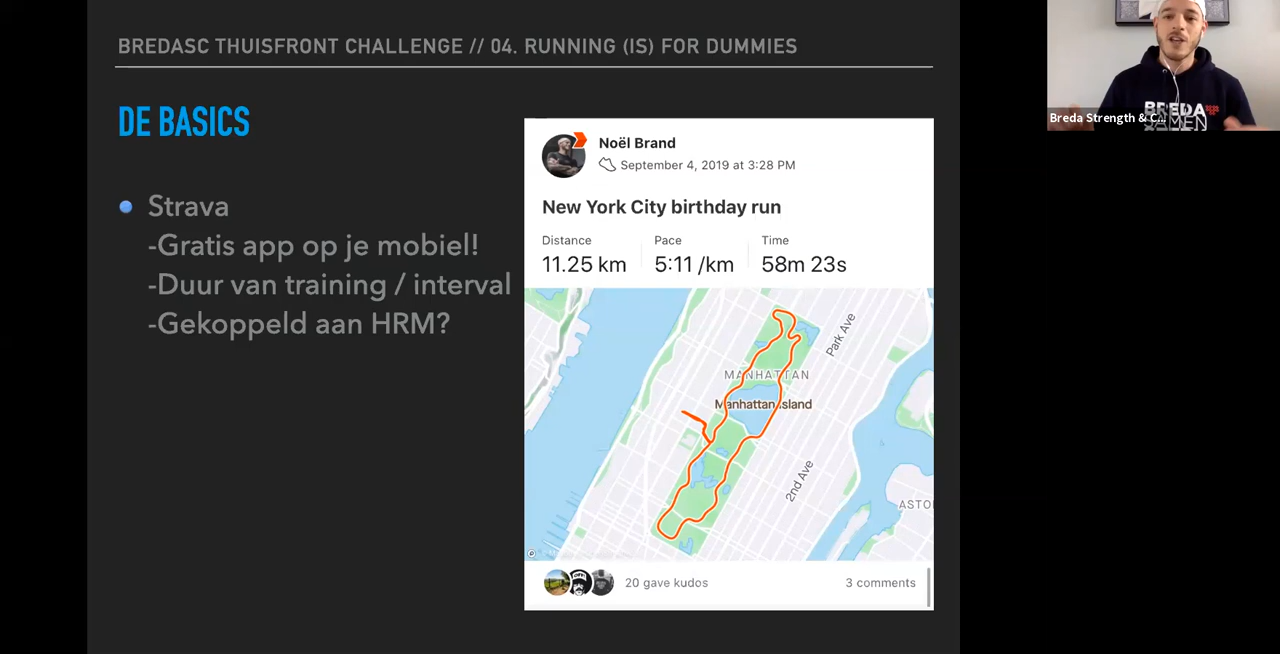 BREDASC THUISFRONT CHALLENGE // 04. RUNNING (IS) FOR DUMMIES
DE BASICS
Strava
-Gratis app op je mobiel!
-Duur van training / interval
-Gekoppeld aan HRM?
Noël Brand
September 4, 2019 at 3:28 PM
New York City birthday run
Distance
Pace
Time
11.25 km
5:11 /km
58m 23s
Park Ave
MANHATTAN
Manhattan Island
2nd Ave
ASTO
20 gave kudos
3 comments
BREDA
SAMEN
Breda Strength & C...